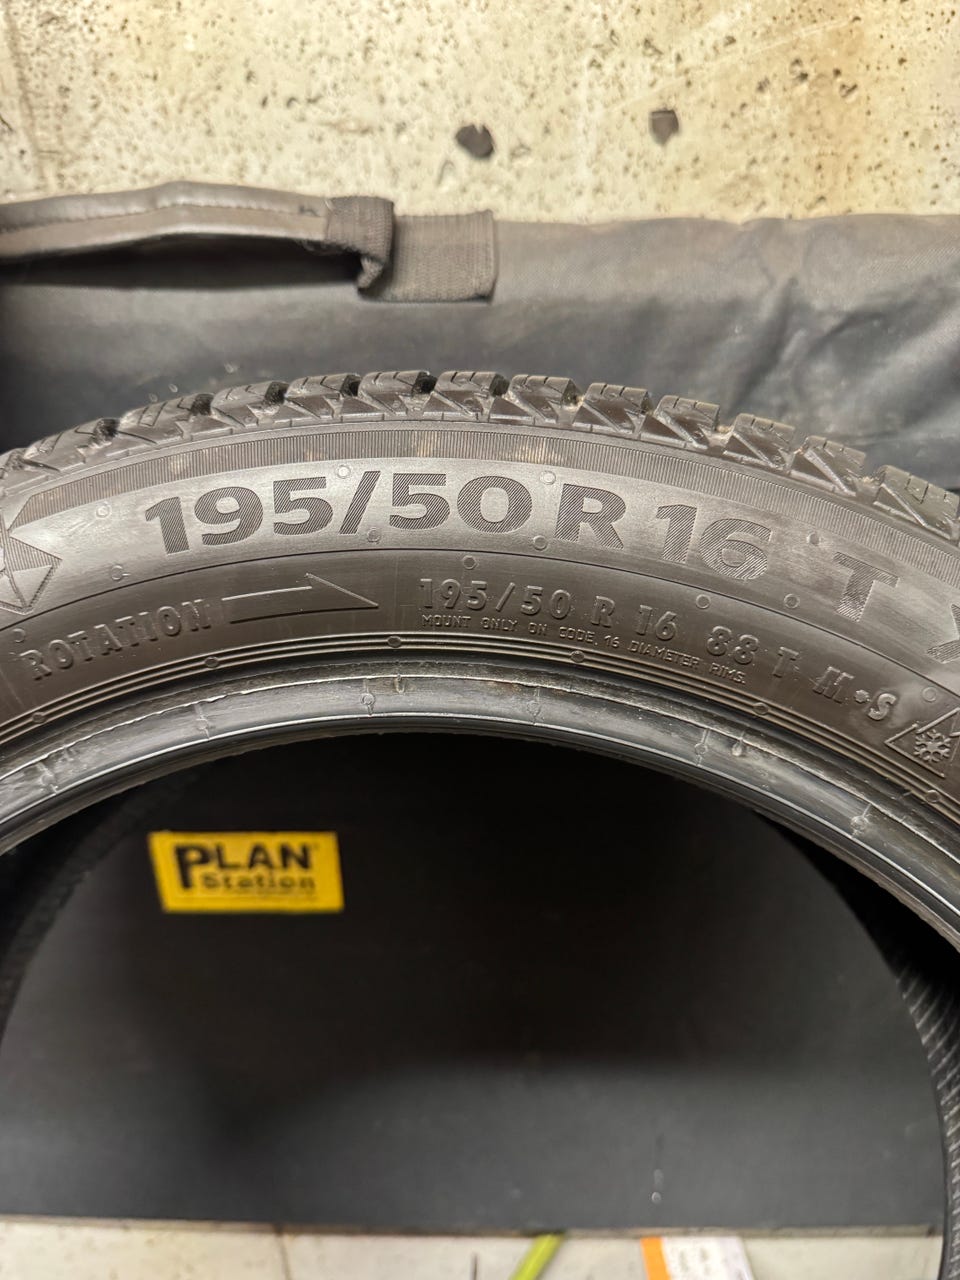 195/50 R 16 T
ROTATION
195/50 R 16 88 T M+S
MOUNT ONLY ON CODE 16 DIAMETER RIMS.
PLAN
Station